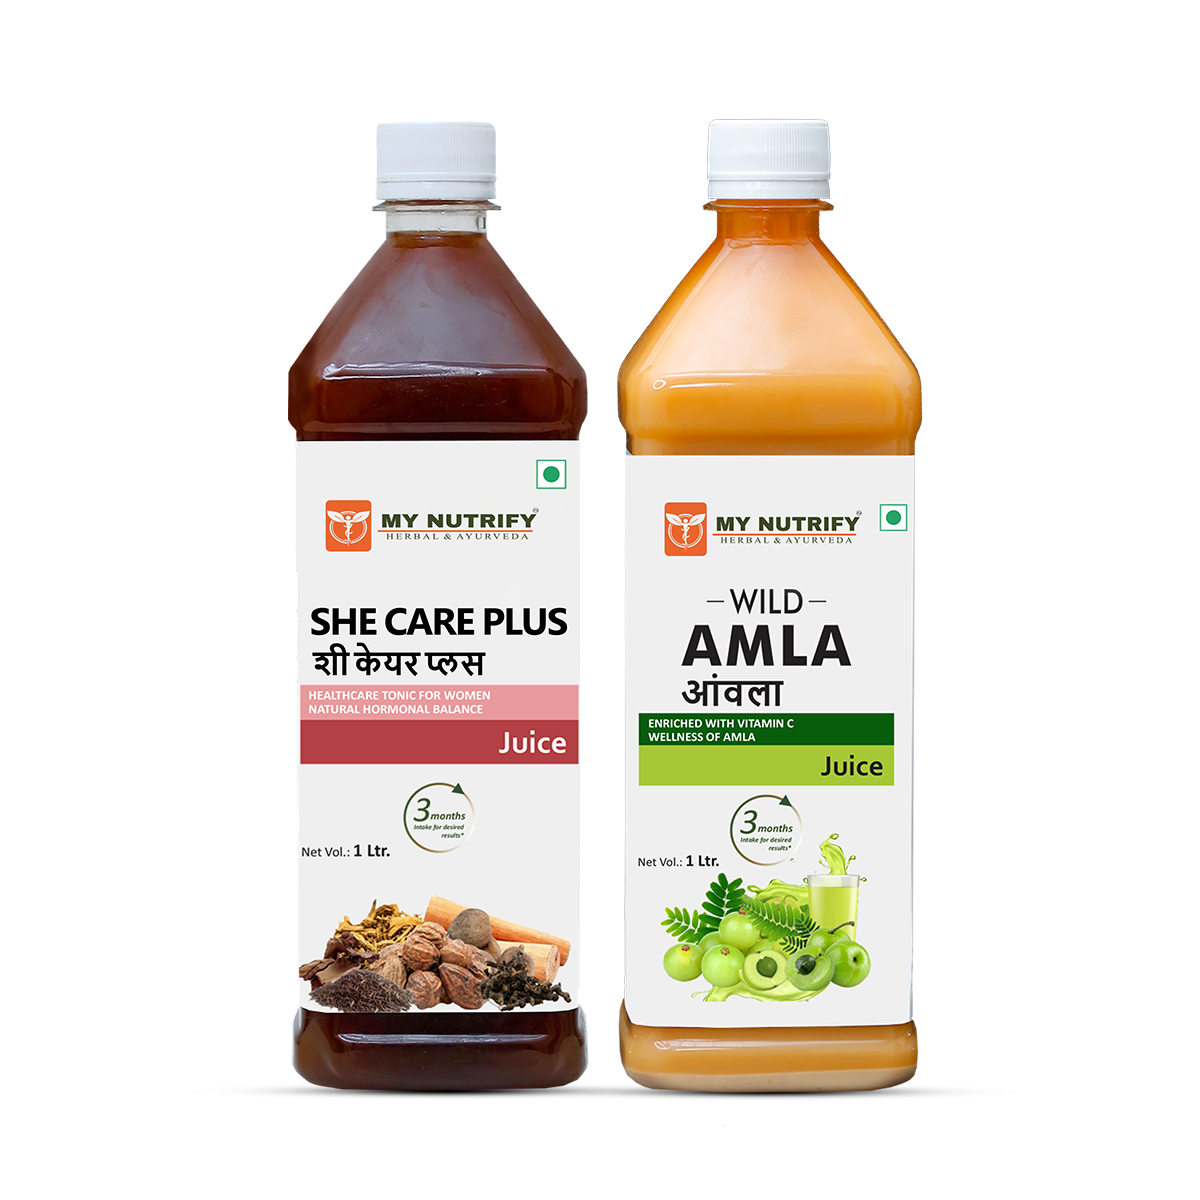 MY NUTRIFY
TM
HERBAL & AYURVEDA
SHE CARE PLUS
शी केयर प्लस
HEALTHCARE TONIC FOR WOMEN
NATURAL HORMONAL BALANCE
Juice
3 months
Intake for desired
results*
Net Vol.: 1 Ltr.
MY NUTRIFY
TM
HERBAL & AYURVEDA
– WILD –
AMLA
आंवला
ENRICHED WITH VITAMIN C
WELLNESS OF AMLA
Juice
3 months
Intake for desired
results*
Net Vol.: 1 Ltr.